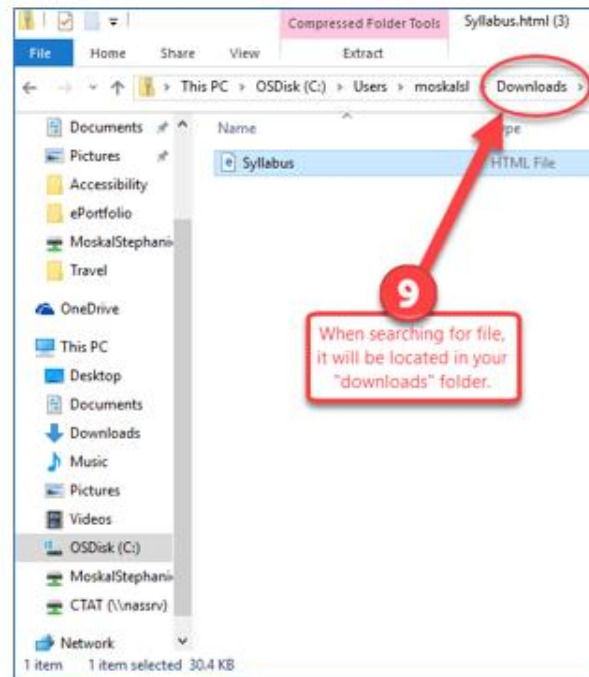 Compressed Folder Tools Syllabus.html (3)
File Home Share View Extract
This PC > OSDisk (C:) > Users > moskalsl Downloads >
Documents
Name
Pictures
Syllabus HTML File
Accessibility
ePortfolio
Travel
9
OneDrive
When searching for file,
it will be located in your
"downloads" folder.
This PC
Desktop
Documents
Downloads
Music
Pictures
Videos
OSDisk (C:)
CTAT (\\nassrv)
Network
1 item 1 item selected 30.4 KB